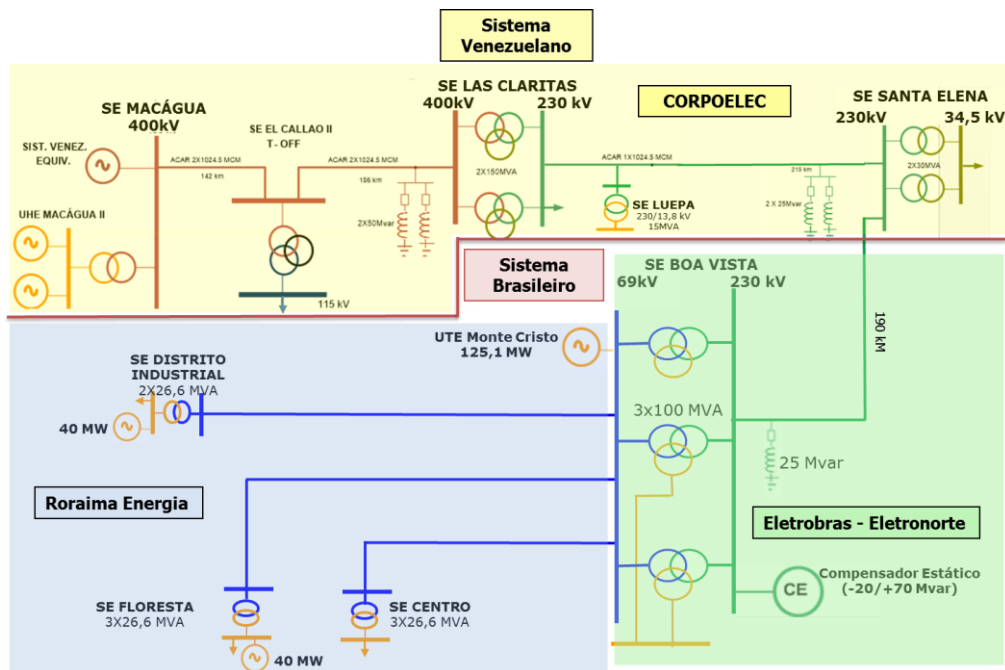 Sistema
Venezuelano
SE MACÁGUA
400kV
SIST. VENEZ.
EQUIV.
UHE MACÁGUA II
ACAR 2X1024.5 MCM
142 km
SE EL CALLAO II
T- OFF
115 kV
ACAR 2X1024.5 MCM
156 km
2X50Mvar
SE LAS CLARITAS
400kV
230 kV
2X150MVA
CORPOELEC
ACAR 1X1024.5 MCM
SE LUEPA
230/13,8 kV
15MVA
215 km
2 X 25Mvar
SE SANTA ELENA
230kV
34,5 kV
2X30MVA
Sistema
Brasileiro
SE BOA VISTA
69kV
230 kV
190 kM
UTE Monte Cristo
125,1 MW
SE DISTRITO
INDUSTRIAL
2X26,6 MVA
40 MW
3x100 MVA
25 Mvar
Roraima Energia
Eletrobras - Eletronorte
CE
Compensador Estático
(-20/+70 Mvar)
SE FLORESTA
3X26,6 MVA
40 MW
SE CENTRO
3X26,6 MVA